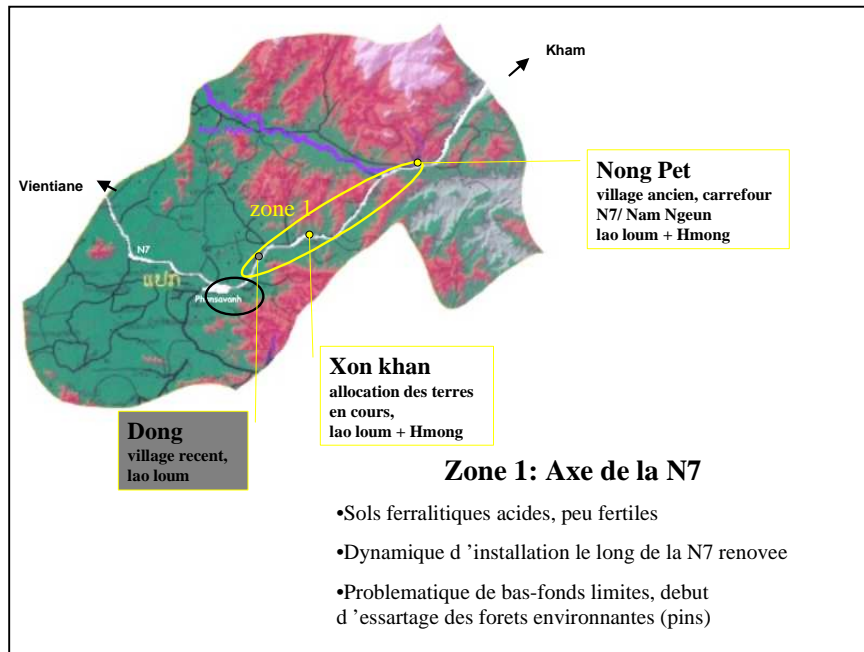 Kham
Vientiane
zone 1
N7
ແປກ
Phonsavanh
Nong Pet
village ancien, carrefour
N7/ Nam Ngeun
lao loum + Hmong
Xon khan
allocation des terres
en cours,
lao loum + Hmong
Dong
village recent,
lao loum
Zone 1: Axe de la N7
•Sols ferralitiques acides, peu fertiles
•Dynamique d ’installation le long de la N7 renovee
•Problematique de bas-fonds limites, debut
d ’essartage des forets environnantes (pins)